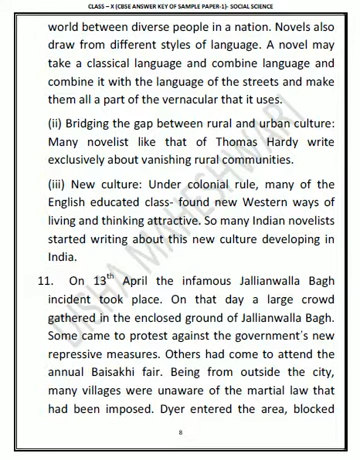 CLASS – X (CBSE ANSWER KEY OF SAMPLE PAPER-1)- SOCIAL SCIENCE
world between diverse people in a nation. Novels also
draw from different styles of language. A novel may
take a classical language and combine language and
combine it with the language of the streets and make
them all a part of the vernacular that it uses.
(ii) Bridging the gap between rural and urban culture:
Many novelist like that of Thomas Hardy write
exclusively about vanishing rural communities.
(iii) New culture: Under colonial rule, many of the
English educated class- found new Western ways of
living and thinking attractive. So many Indian novelists
started writing about this new culture developing in
India.
11. On 13th April the infamous Jallianwalla Bagh
incident took place. On that day a large crowd
gathered in the enclosed ground of Jallianwalla Bagh.
Some came to protest against the government's new
repressive measures. Others had come to attend the
annual Baisakhi fair. Being from outside the city,
many villages were unaware of the martial law that
had been imposed. Dyer entered the area, blocked
8
DISHA MAHESHWARI